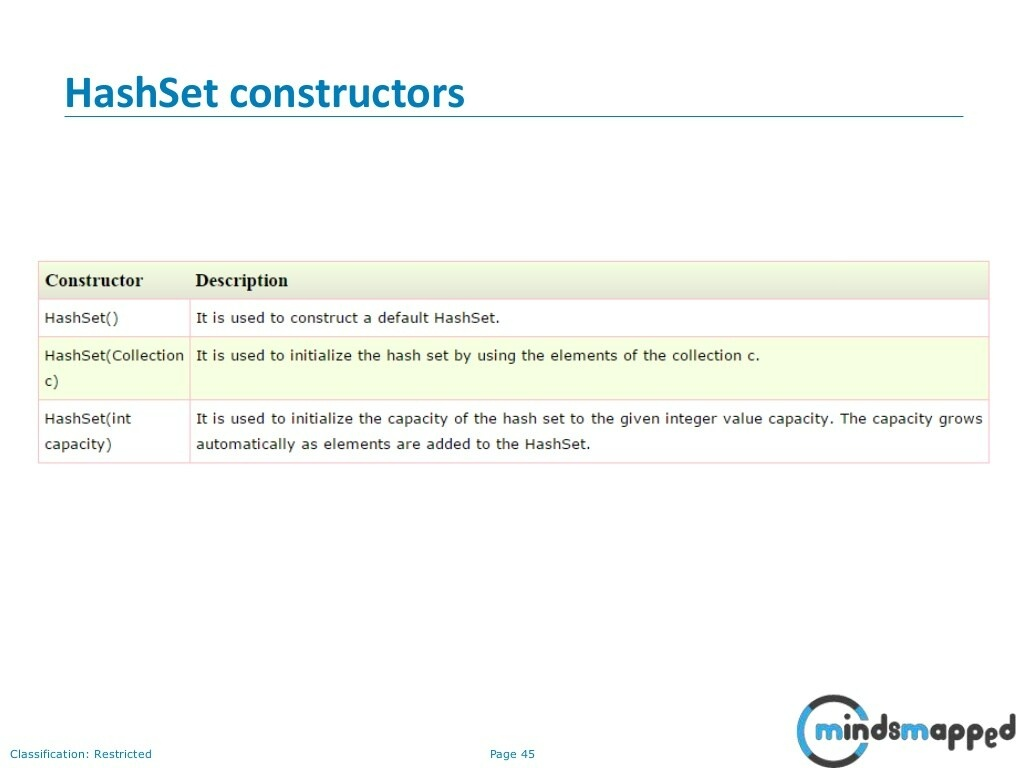 HashSet constructors
Constructor Description
HashSet() It is used to construct a default HashSet.
HashSet(Collection It is used to initialize the hash set by using the elements of the collection c.
c)
HashSet(int It is used to initialize the capacity of the hash set to the given integer value capacity. The capacity grows
capacity) automatically as elements are added to the HashSet.
mindsmapped
Classification: Restricted Page 45